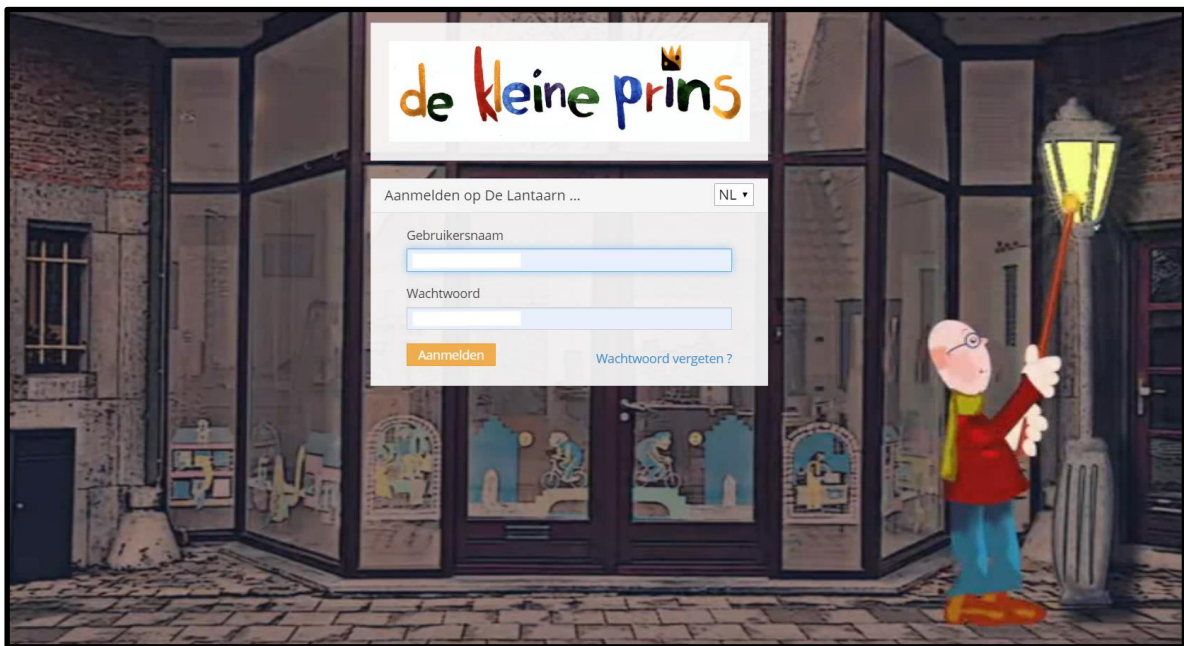 de kleine prins
Aanmelden op De Lantaarn ...
NL
Gebruikersnaam
Wachtwoord
Aanmelden
Wachtwoord vergeten ?